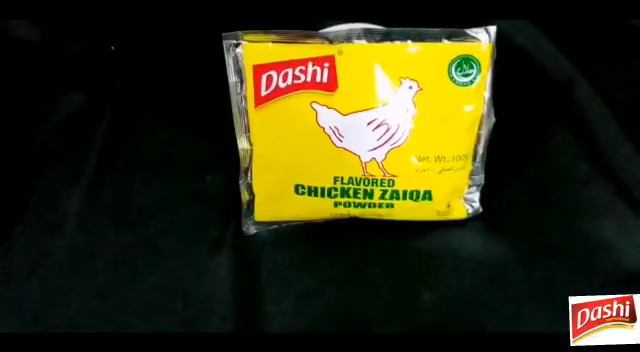 Dashi®
Net. Wt. 100g
FLAVORED
CHICKEN ZAIQA
POWDER
Dashi